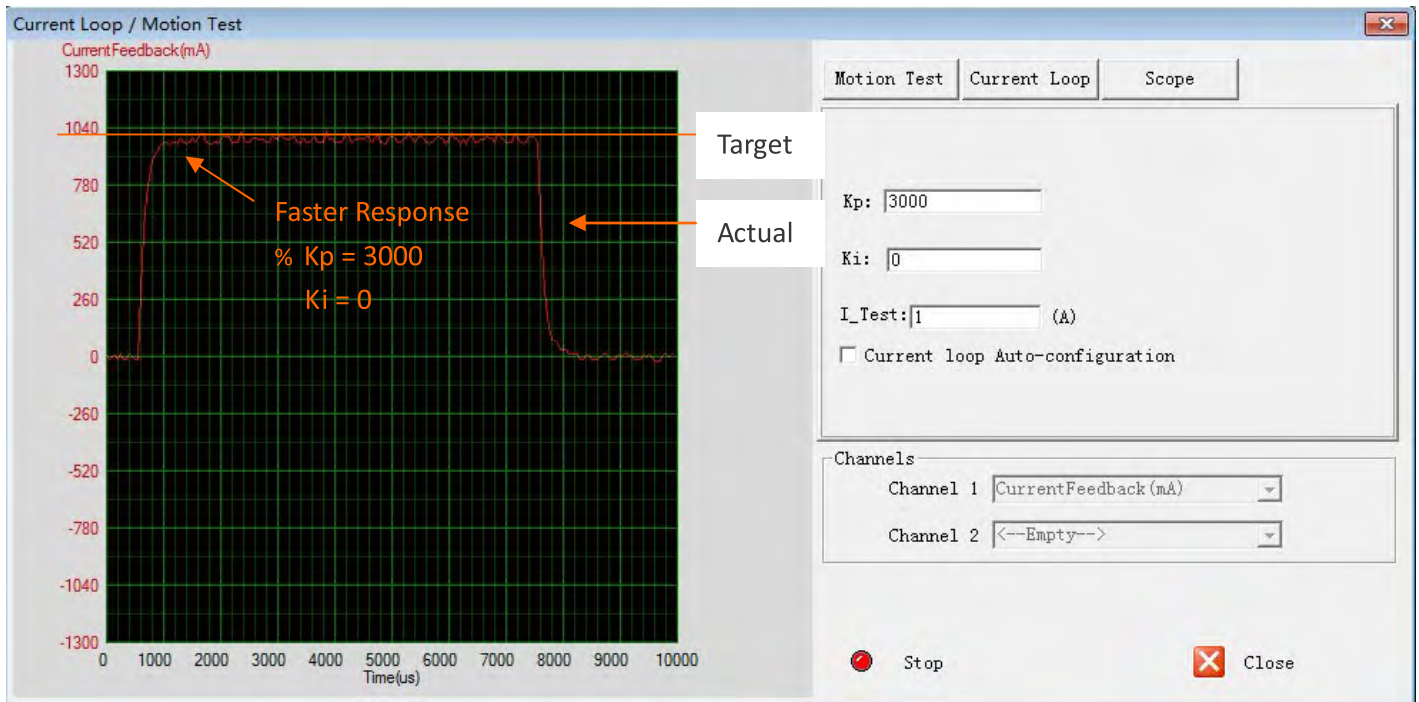 Current Loop / Motion Test
CurrentFeedback(mA)
1300
1040
780
520
260
0
-260
-520
-780
-1040
-1300
0 1000 2000 3000 4000 5000 6000 7000 8000 9000 10000
Time(us)
Faster Response
% Kp = 3000
Ki = 0
Target
Actual
Motion Test Current Loop Scope
Kp: 3000
Ki: 0
I_Test: 1 (A)
Current loop Auto-configuration
Channels
Channel 1 CurrentFeedback(mA)
Channel 2 <--Empty-->
Stop Close